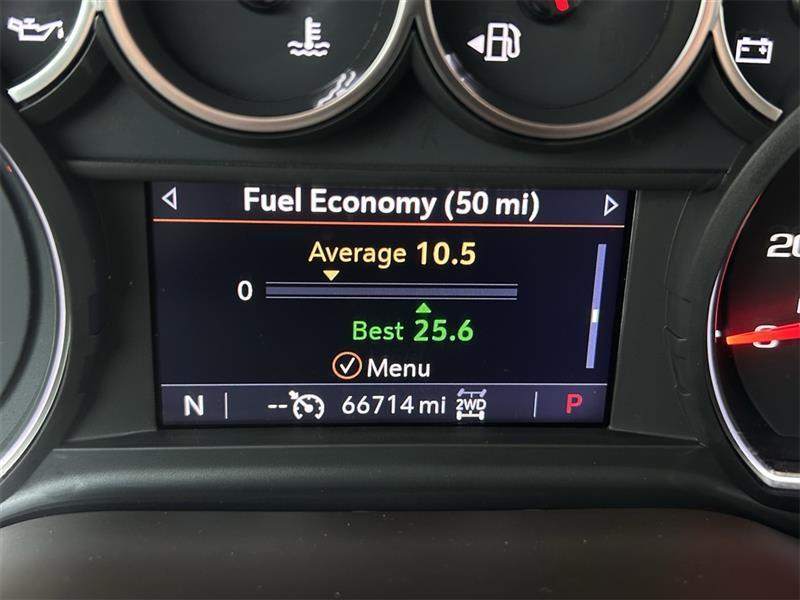 Fuel Economy (50 mi)
Average 10.5
0
Best 25.6
Menu
N -- 66714 mi 2WD P